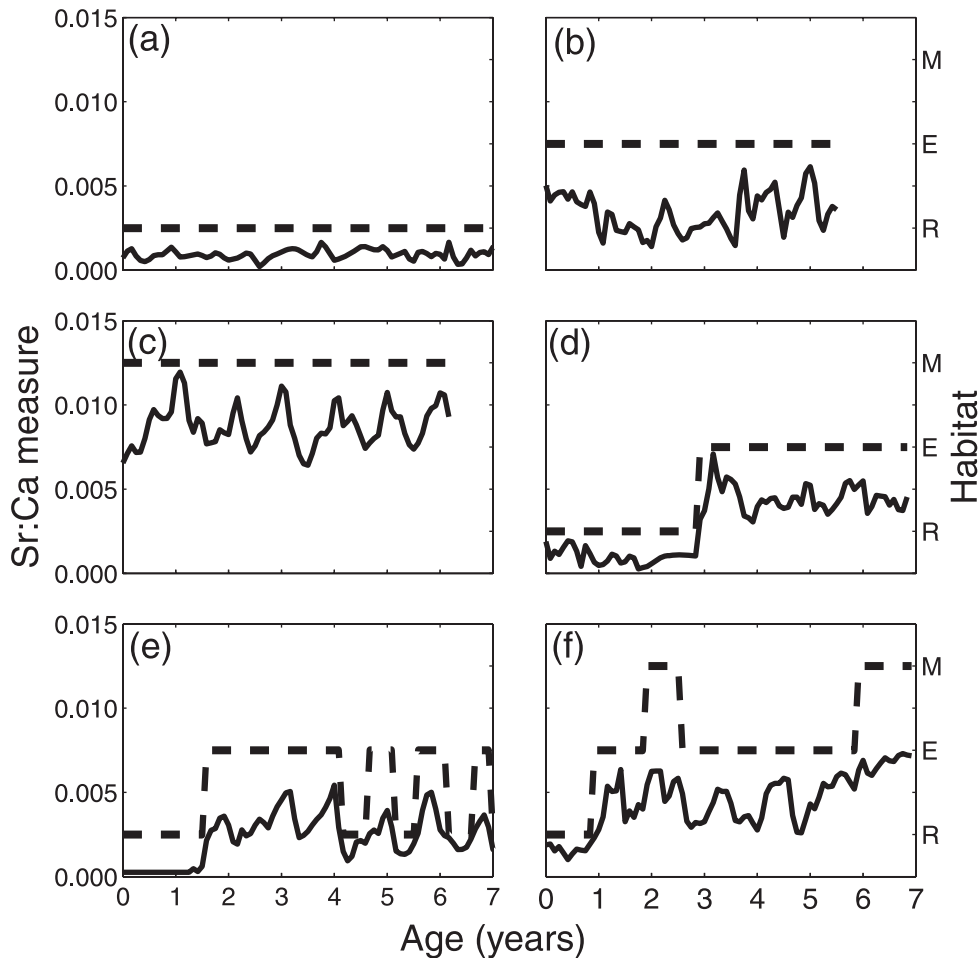 0.015
0.010
0.005
0.000
(a)
(b)
M
E
R
0.015
0.010
0.005
0.000
(c)
(d)
M
E
R
0.015
0.010
0.005
0.000
(e)
(f)
M
E
R
0 1 2 3 4 5 6 7
0 1 2 3 4 5 6 7
Sr:Ca measure
Habitat
Age (years)